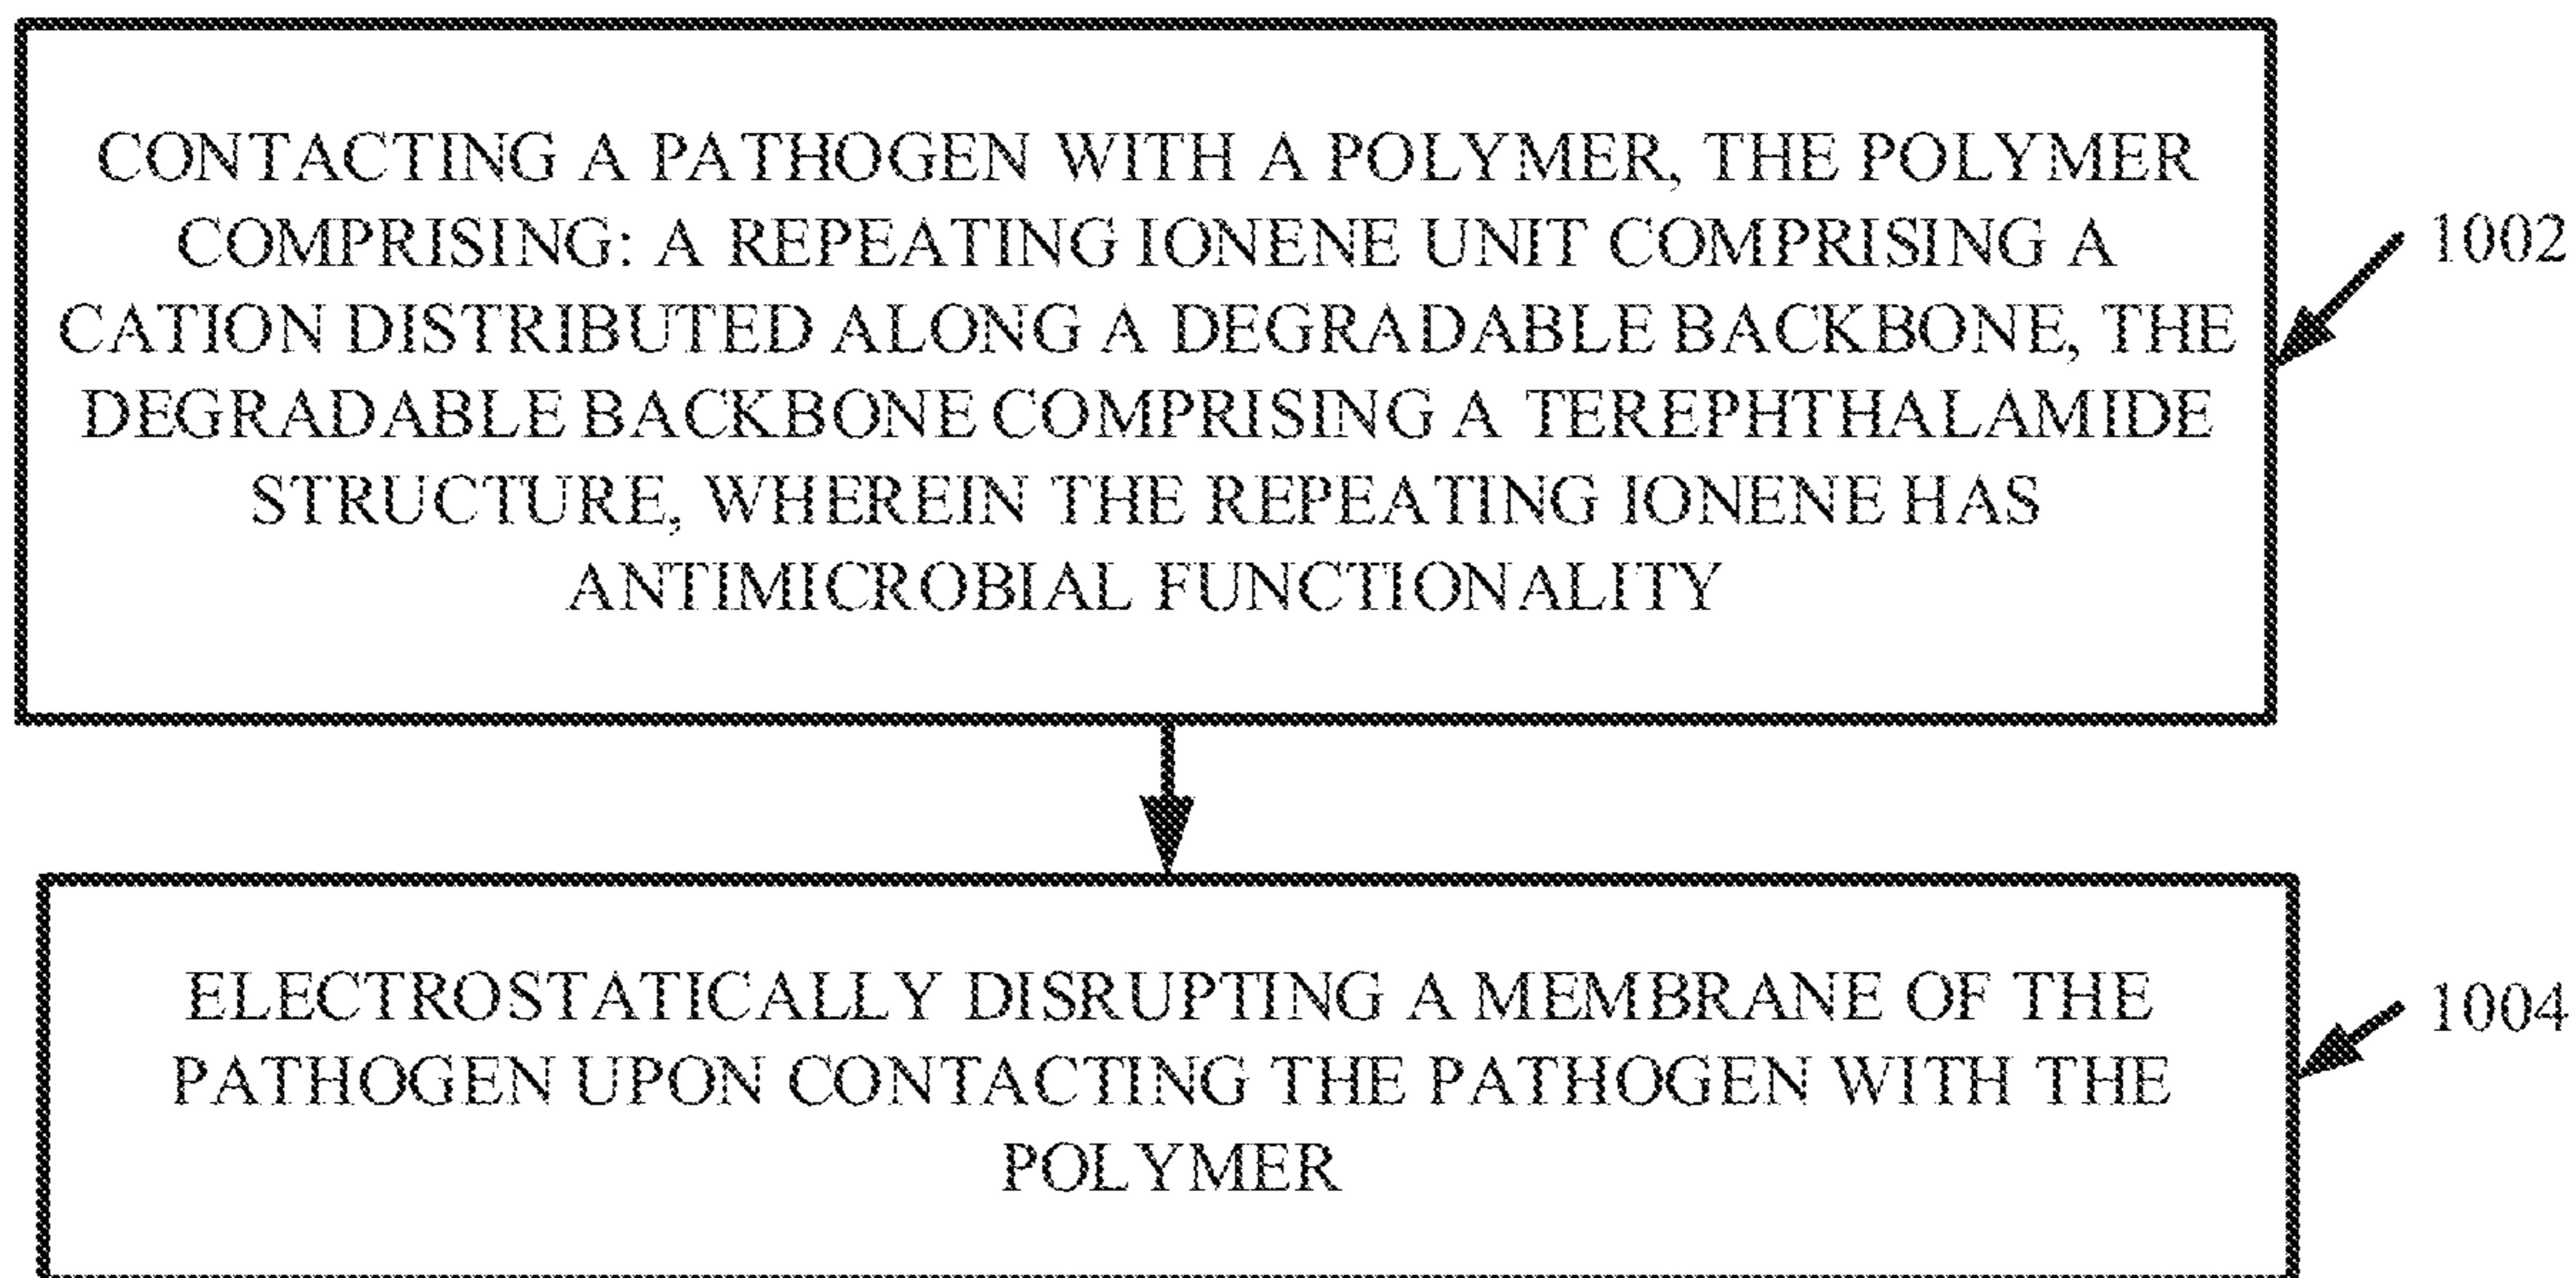 CONTACTING A PATHOGEN WITH A POLYMER, THE POLYMER
COMPRISING: A REPEATING IONENE UNIT COMPRISING A
CATION DISTRIBUTED ALONG A DEGRADABLE BACKBONE, THE
DEGRADABLE BACKBONE COMPRISING A TEREPHTHALAMIDE
STRUCTURE, WHEREIN THE REPEATING IONENE HAS
ANTIMICROBIAL FUNCTIONALITY
1002
ELECTROSTATICALLY DISRUPTING A MEMBRANE OF THE
PATHOGEN UPON CONTACTING THE PATHOGEN WITH THE
POLYMER
1004